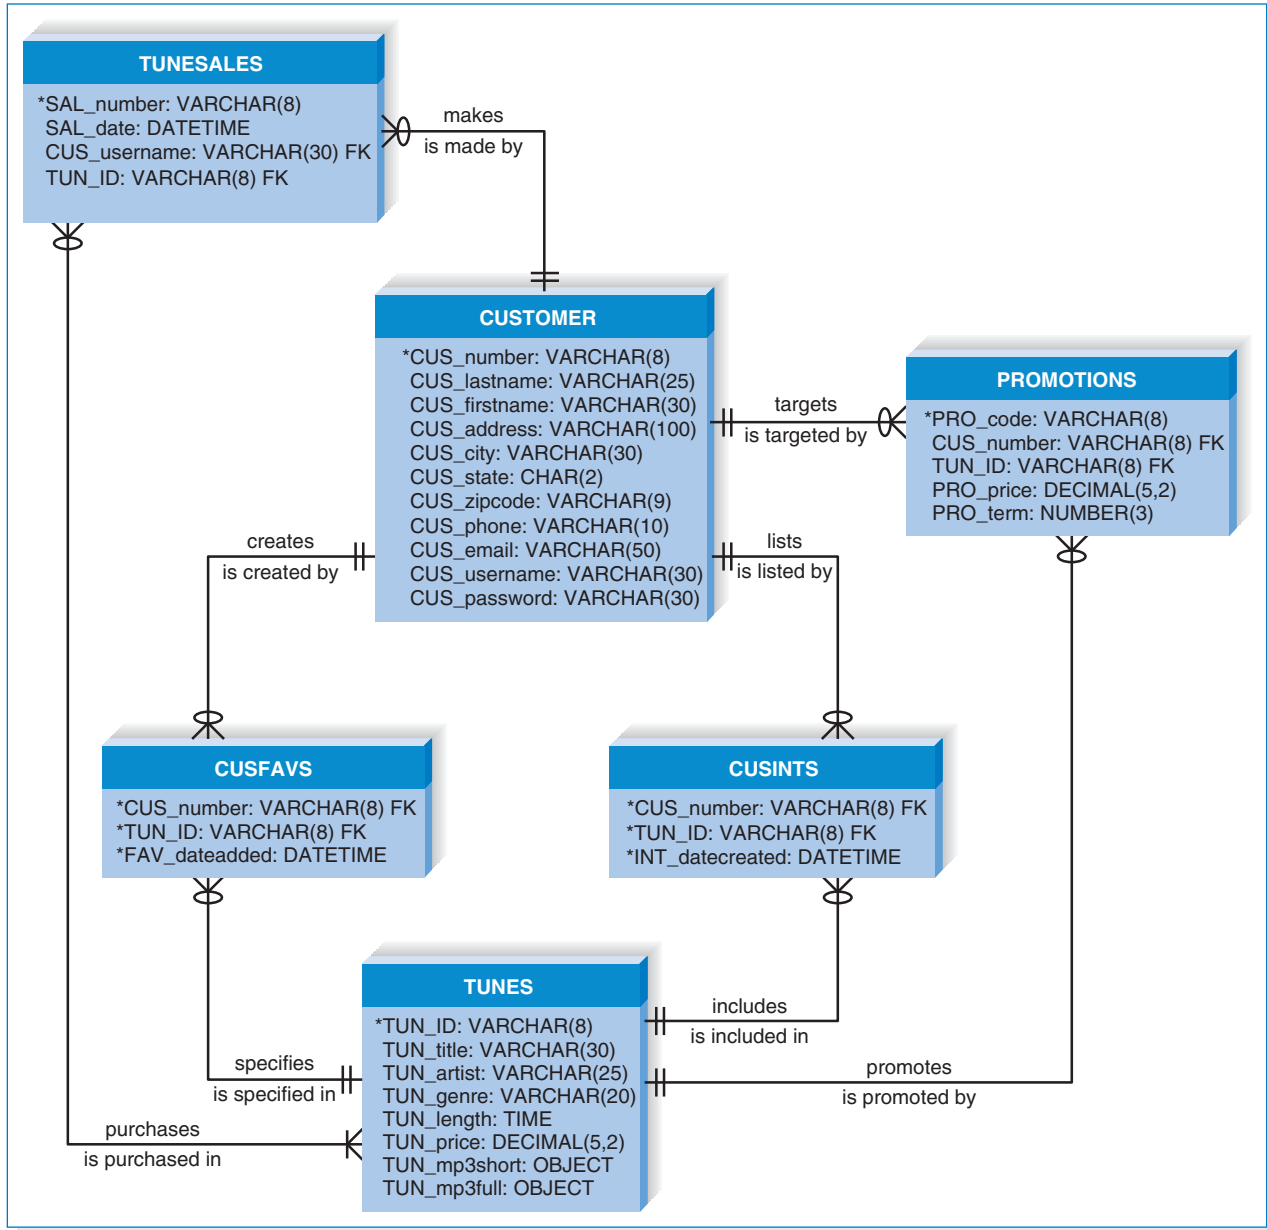 TUNESALES
*SAL_number: VARCHAR(8)
SAL_date: DATETIME
CUS_username: VARCHAR(30) FK
TUN_ID: VARCHAR(8) FK
makes
is made by
CUSTOMER
*CUS_number: VARCHAR(8)
CUS_lastname: VARCHAR(25)
CUS_firstname: VARCHAR(30)
CUS_address: VARCHAR(100)
CUS_city: VARCHAR(30)
CUS_state: CHAR(2)
CUS_zipcode: VARCHAR(9)
CUS_phone: VARCHAR(10)
CUS_email: VARCHAR(50)
CUS_username: VARCHAR(30)
CUS_password: VARCHAR(30)
targets
is targeted by
PROMOTIONS
*PRO_code: VARCHAR(8)
CUS_number: VARCHAR(8) FK
TUN_ID: VARCHAR(8) FK
PRO_price: DECIMAL(5,2)
PRO_term: NUMBER(3)
creates
is created by
lists
is listed by
CUSFAVS
*CUS_number: VARCHAR(8) FK
*TUN_ID: VARCHAR(8) FK
*FAV_dateadded: DATETIME
CUSINTS
*CUS_number: VARCHAR(8) FK
*TUN_ID: VARCHAR(8) FK
*INT_datecreated: DATETIME
TUNES
*TUN_ID: VARCHAR(8)
TUN_title: VARCHAR(30)
TUN_artist: VARCHAR(25)
TUN_genre: VARCHAR(20)
TUN_length: TIME
TUN_price: DECIMAL(5,2)
TUN_mp3short: OBJECT
TUN_mp3full: OBJECT
includes
is included in
specifies
is specified in
promotes
is promoted by
purchases
is purchased in